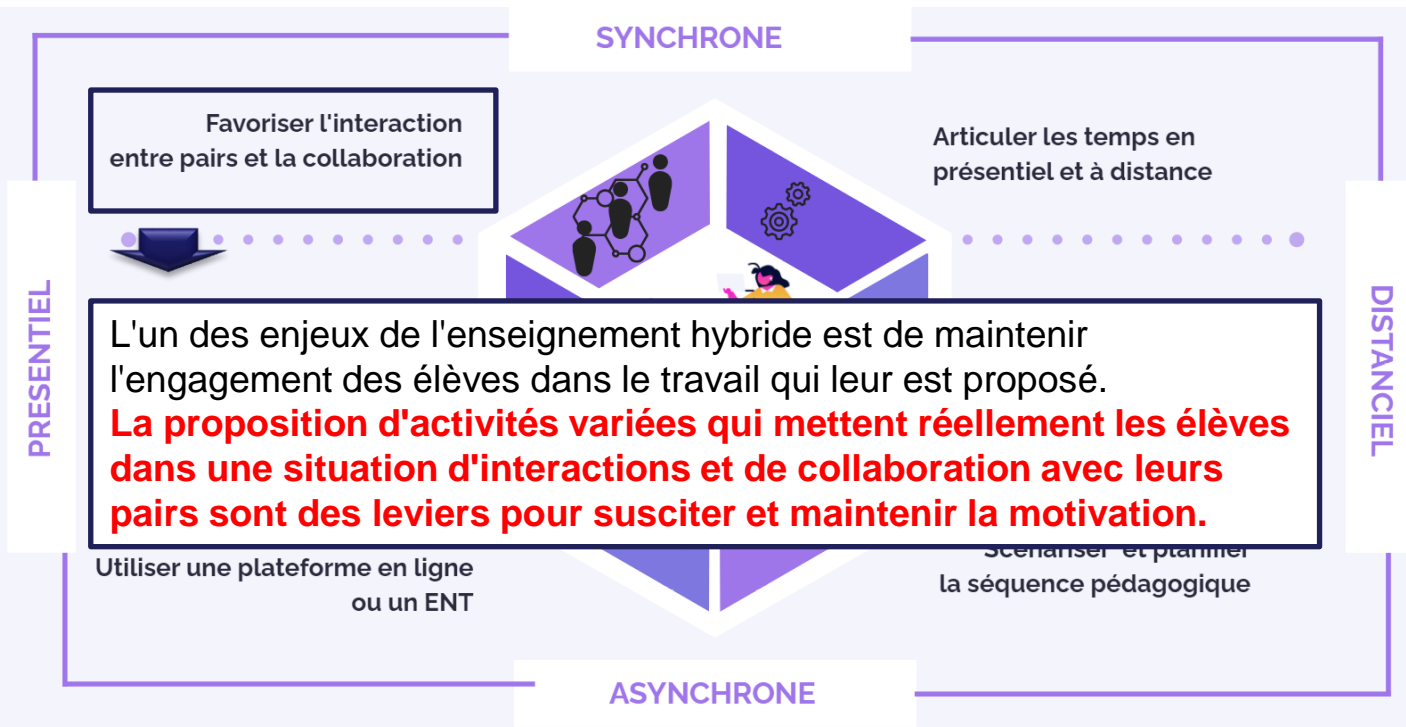 SYNCHRONE
Favoriser l'interaction
entre pairs et la collaboration
Articuler les temps en
présentiel et à distance
PRESENTIEL
DISTANCIEL
L'un des enjeux de l'enseignement hybride est de maintenir
l'engagement des élèves dans le travail qui leur est proposé.
La proposition d'activités variées qui mettent réellement les élèves
dans une situation d'interactions et de collaboration avec leurs
pairs sont des leviers pour susciter et maintenir la motivation.
Utiliser une plateforme en ligne
ou un ENT
Scénariser et planifier
la séquence pédagogique
ASYNCHRONE